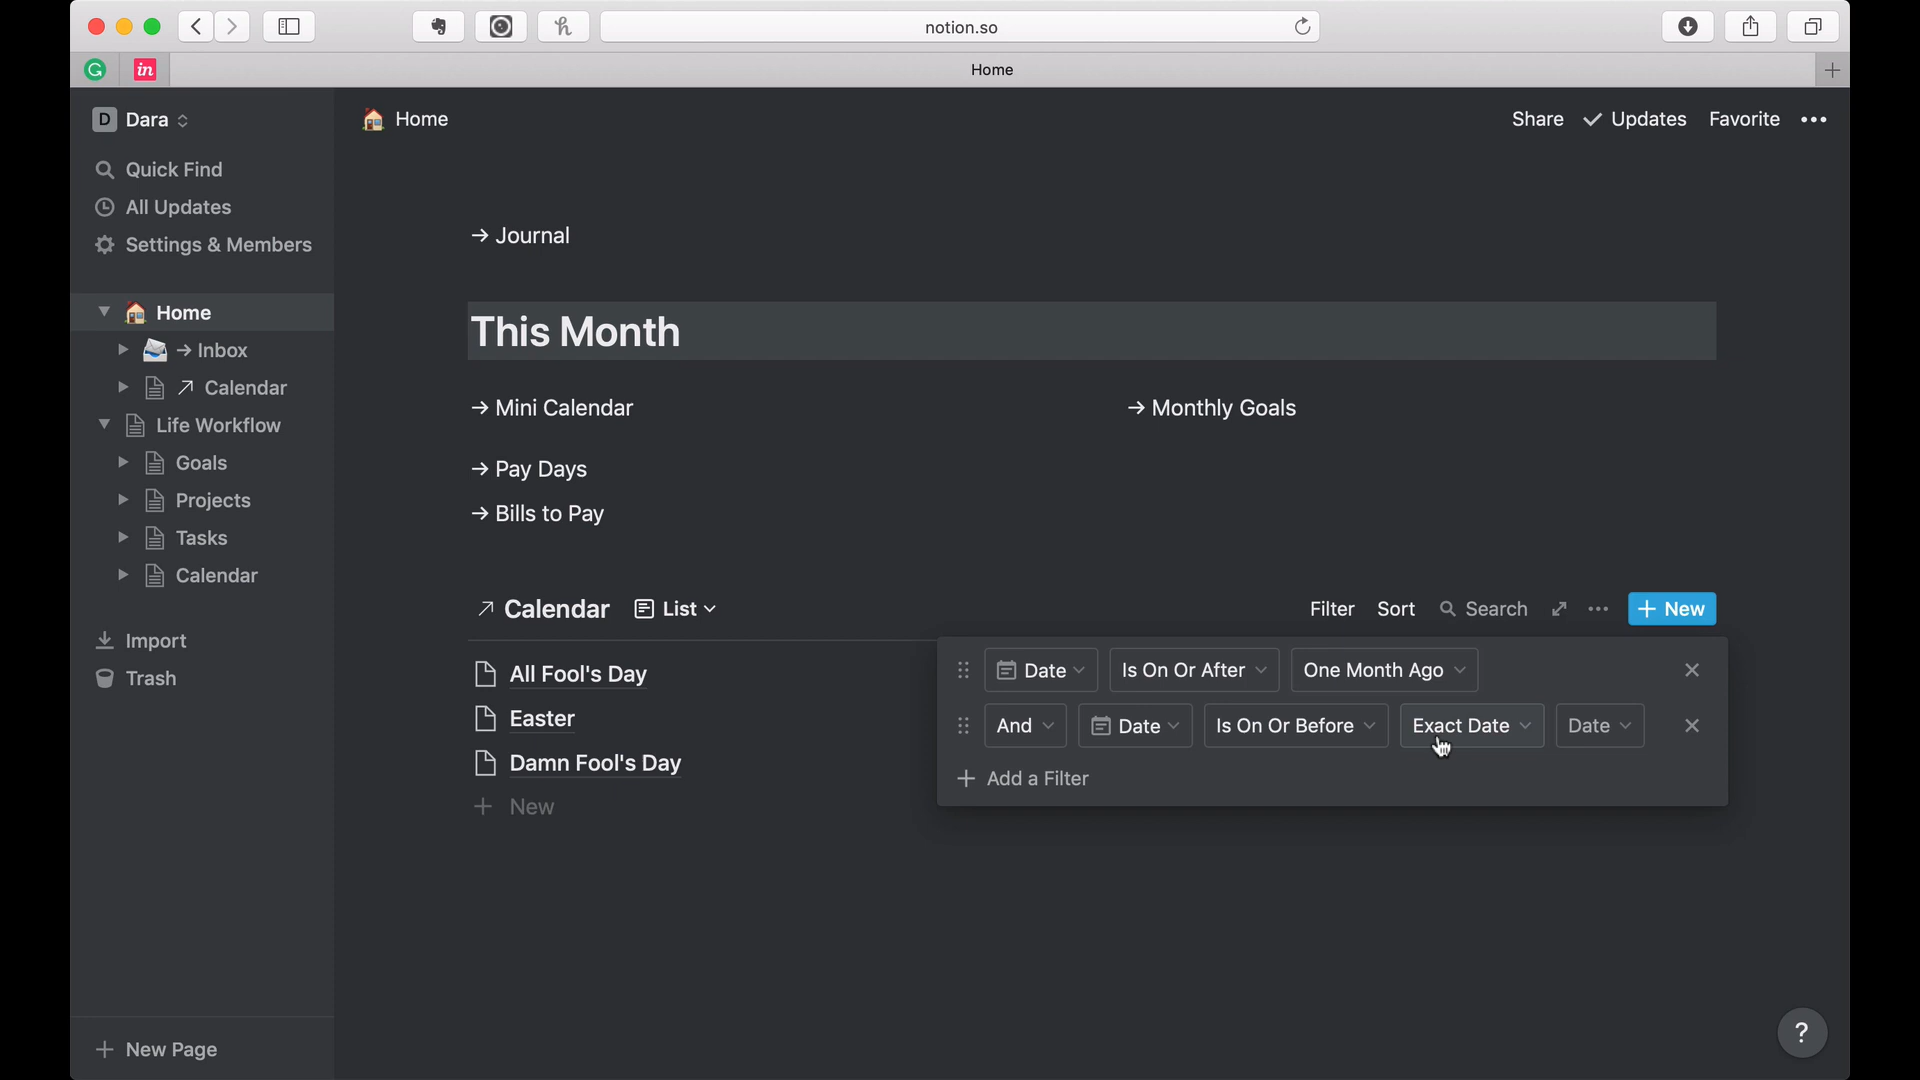 notion.so
G in Home
D Dara
Home
Share Updates Favorite
Quick Find
All Updates
Settings & Members
Home
→ Inbox
↗ Calendar
Life Workflow
Goals
Projects
Tasks
Calendar
Import
Trash
New Page
→ Journal
This Month
→ Mini Calendar
→ Monthly Goals
→ Pay Days
→ Bills to Pay
↗ Calendar List
Filter Sort Search + New
All Fool's Day
Easter
Damn Fool's Day
+ New
Date Is On Or After One Month Ago
And Date Is On Or Before Exact Date Date
+ Add a Filter
?